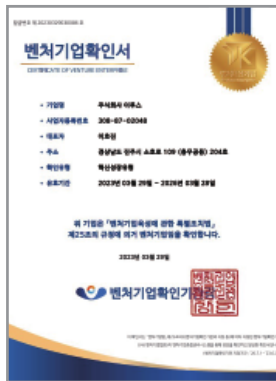 벤처기업확인서
CERTIFICATE OF VENTURE ENTERPRISE
• 기업명 주식회사 이루스
• 사업자등록번호 308-87-02048
• 대표자
• 주소 경상남도 진주시 소호로 109 (충무공동) 204호
• 확인유형 혁신성장유형
• 유효기간 2023년 03월 29일 ~ 2026년 03월 28일
위 기업은 「벤처기업육성에 관한 특별조치법」
제25조의 규정에 의거 벤처기업임을 확인합니다.
2023년 03월 29일
벤처기업확인기관장